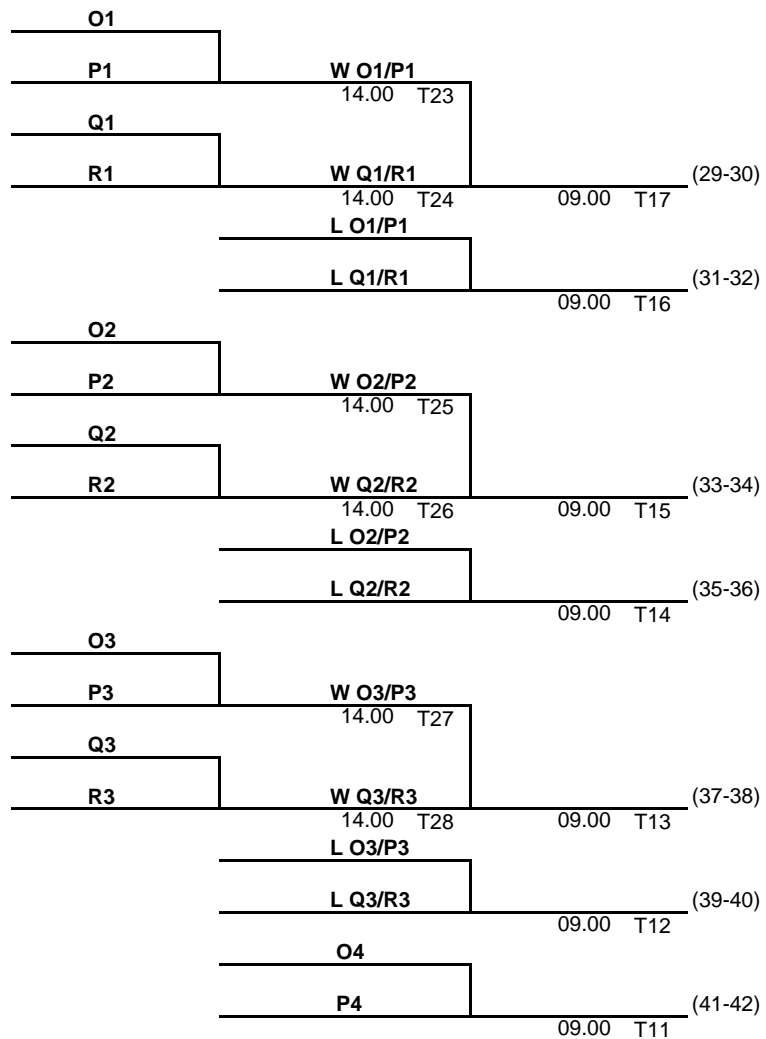 O1
P1 W O1/P1
14.00 T23
Q1
R1 W Q1/R1 (29-30)
14.00 T24 09.00 T17
L O1/P1
L Q1/R1 (31-32)
09.00 T16
O2
P2 W O2/P2
14.00 T25
Q2
R2 W Q2/R2 (33-34)
14.00 T26 09.00 T15
L O2/P2
L Q2/R2 (35-36)
09.00 T14
O3
P3 W O3/P3
14.00 T27
Q3
R3 W Q3/R3 (37-38)
14.00 T28 09.00 T13
L O3/P3
L Q3/R3 (39-40)
09.00 T12
O4
P4 (41-42)
09.00 T11